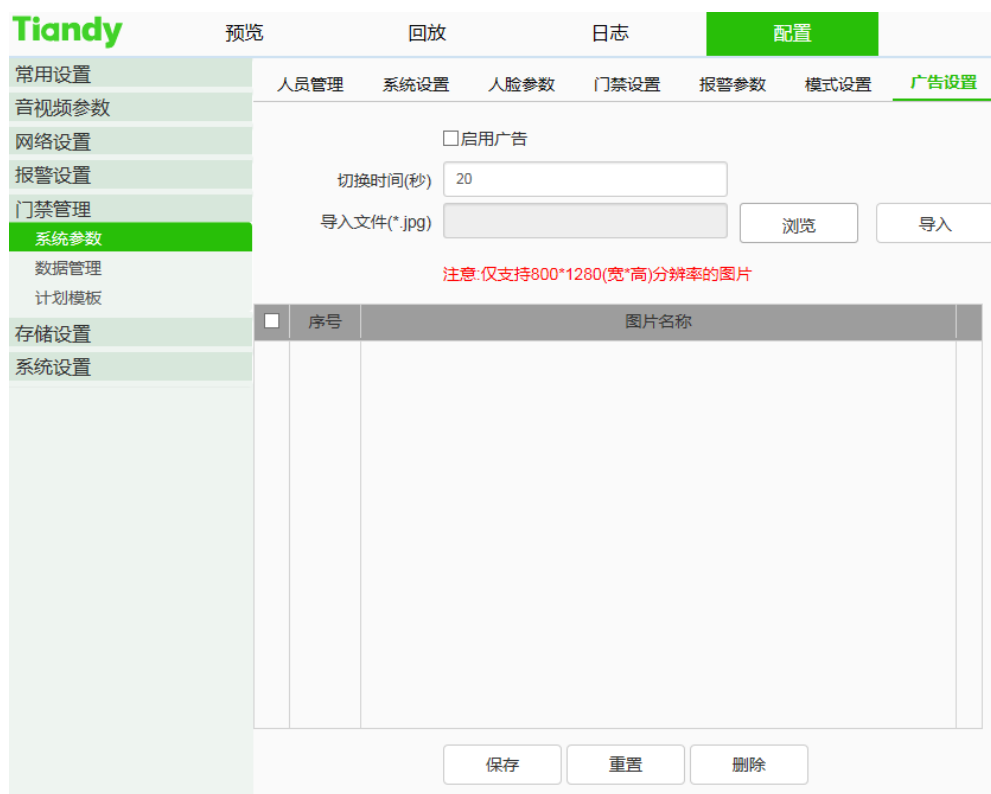 Tiandy 预览 回放 日志 配置
常用设置
音视频参数
网络设置
报警设置
门禁管理
系统参数
数据管理
计划模板
存储设置
系统设置
人员管理 系统设置 人脸参数 门禁设置 报警参数 模式设置 广告设置
启用广告
切换时间(秒) 20
导入文件(*.jpg) 浏览 导入
注意:仅支持800*1280(宽*高)分辨率的图片
序号 图片名称
保存 重置 删除